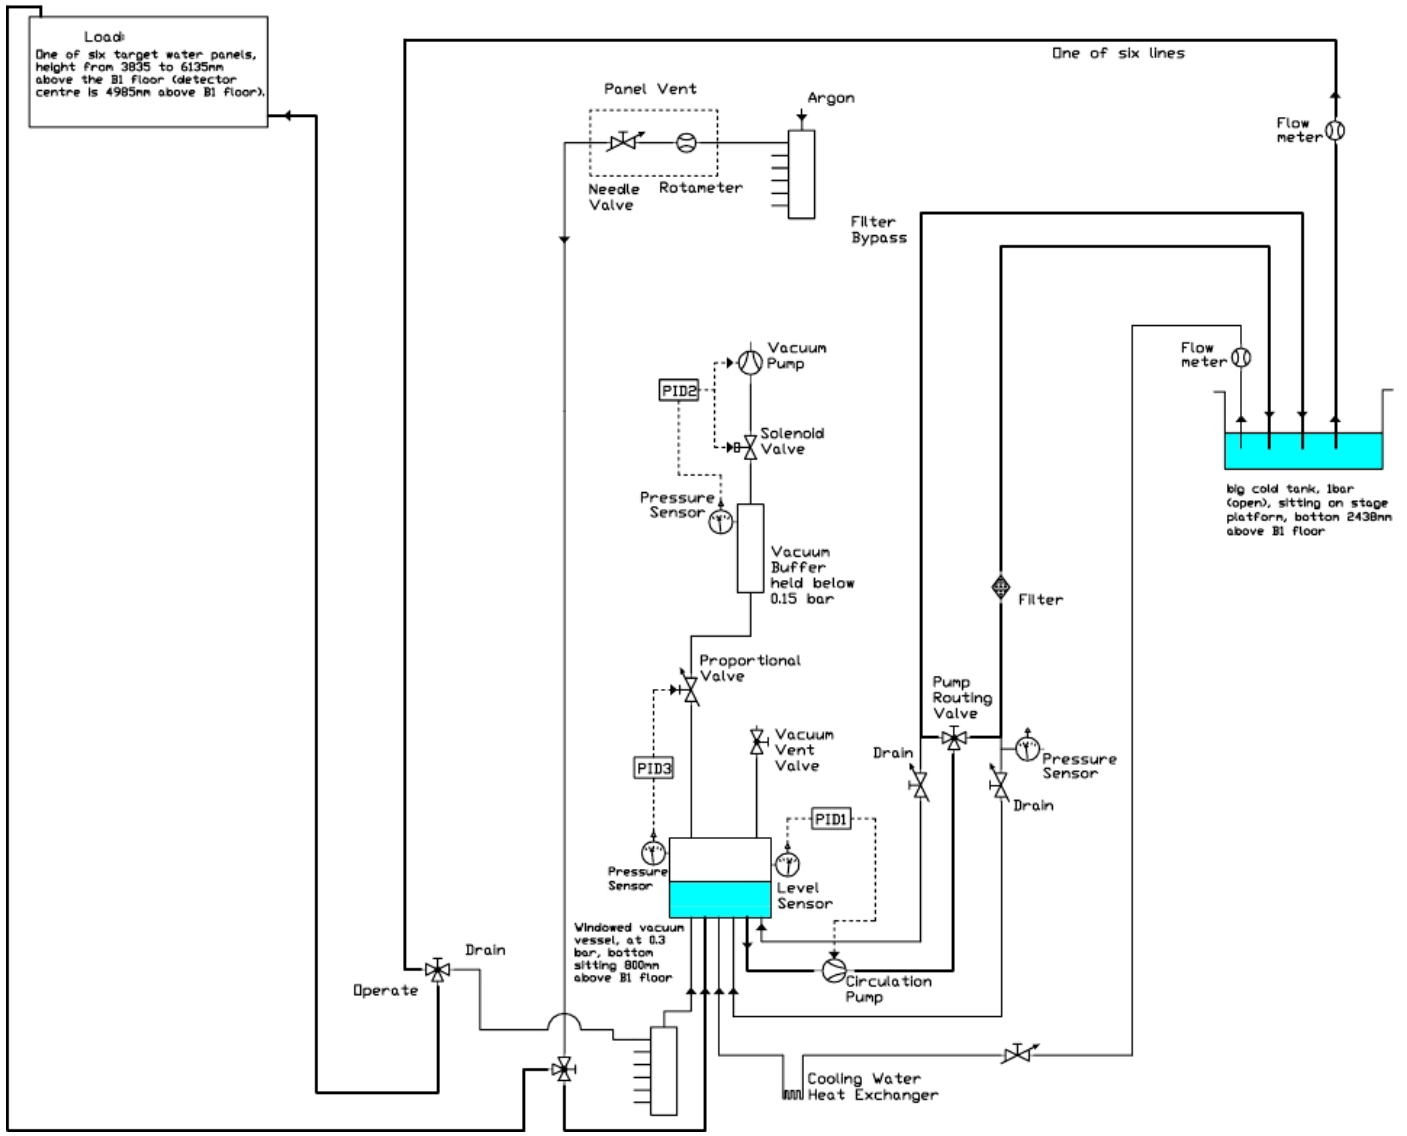 Load:
One of six target water panels,
height from 3835 to 6135mm
above the B1 floor (detector
centre is 4985mm above B1 floor).
One of six lines
Panel Vent
Argon
Flow
meter
Needle
Valve
Rotameter
Filter
Bypass
Flow
meter
Vacuum
Pump
PID2
Solenoid
Valve
Pressure
Sensor
big cold tank, 1bar
(open), sitting on stage
platform, bottom 2438mm
above B1 floor
Vacuum
Buffer
held below
0.15 bar
Filter
Proportional
Valve
Pump
Routing
Valve
Vacuum
Vent
Valve
Drain
Pressure
Sensor
PID3
Drain
PID1
Pressure
Sensor
Level
Sensor
Windowed vacuum
vessel, at 0.3
bar, bottom
sitting 800mm
above B1 floor
Drain
Operate
Circulation
Pump
Cooling Water
Heat Exchanger